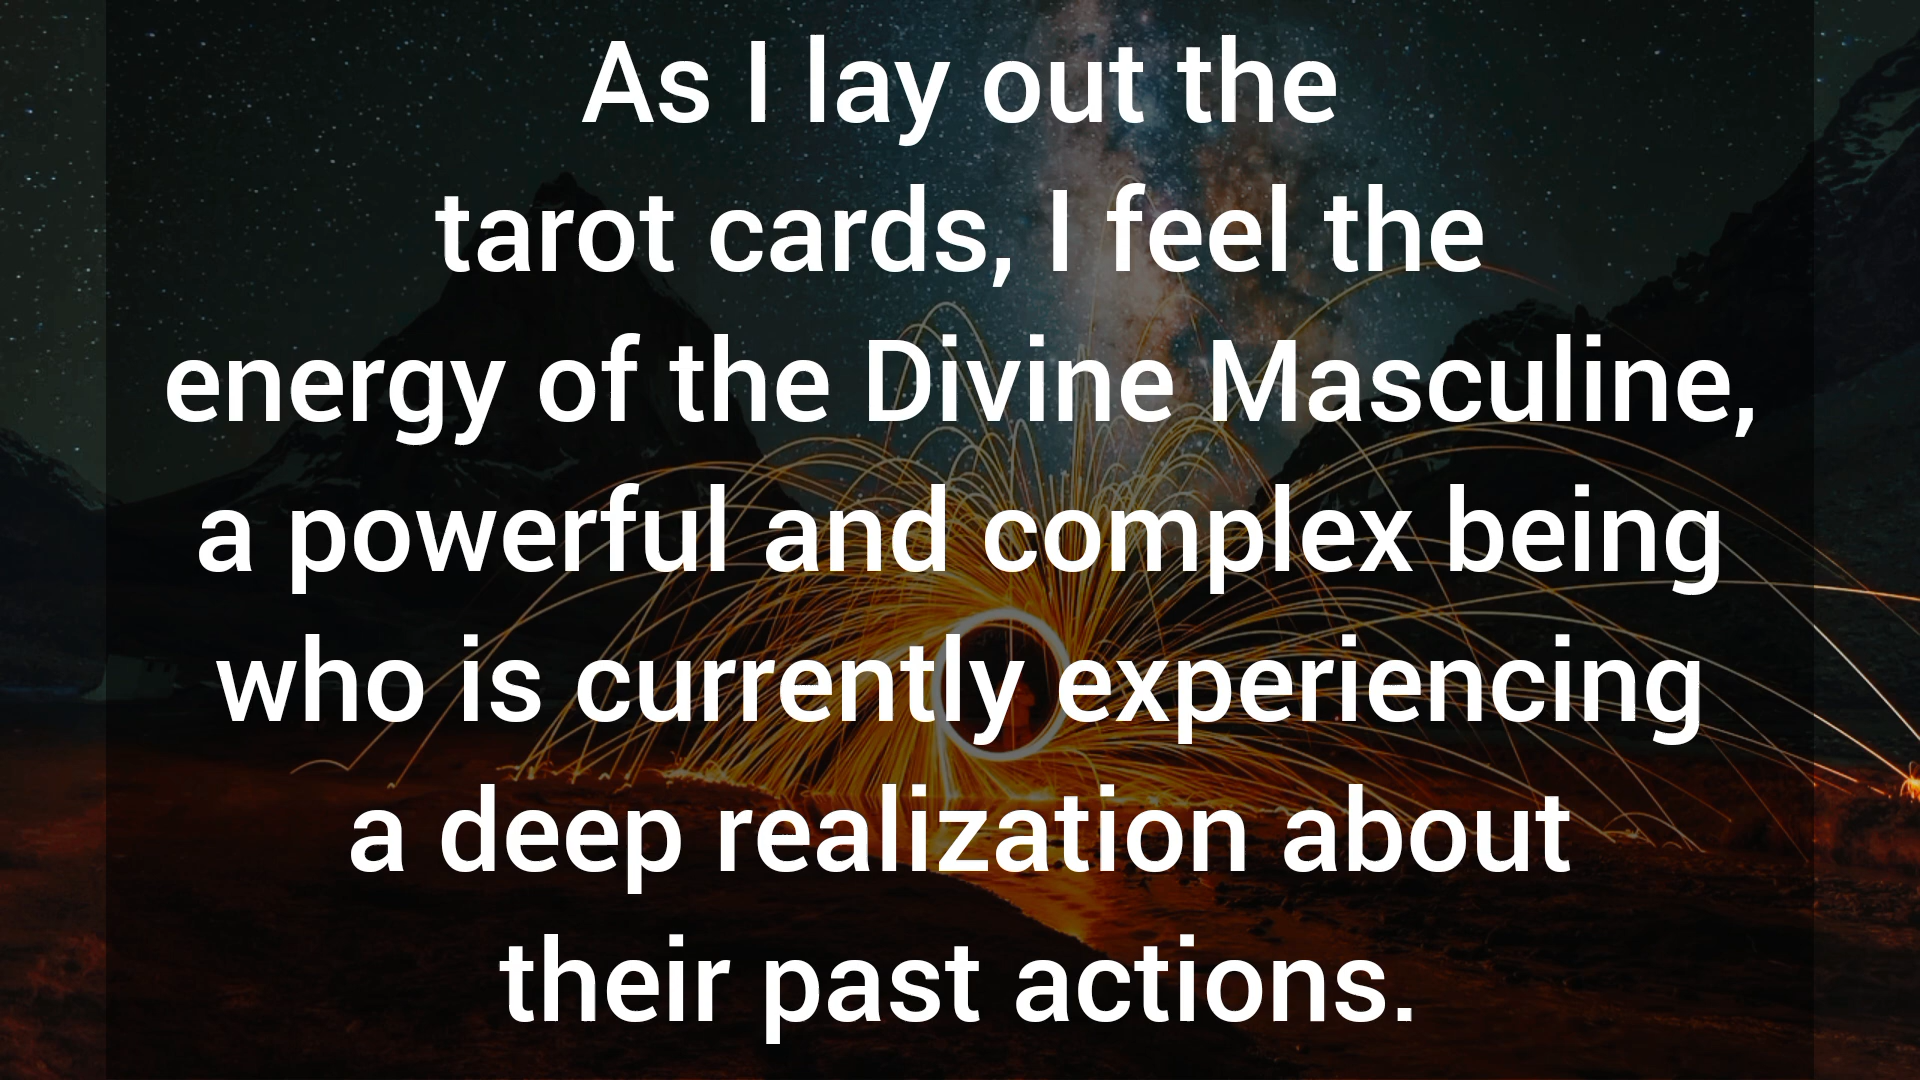 As I lay out the
tarot cards, I feel the
energy of the Divine Masculine,
a powerful and complex being
who is currently experiencing
a deep realization about
their past actions.